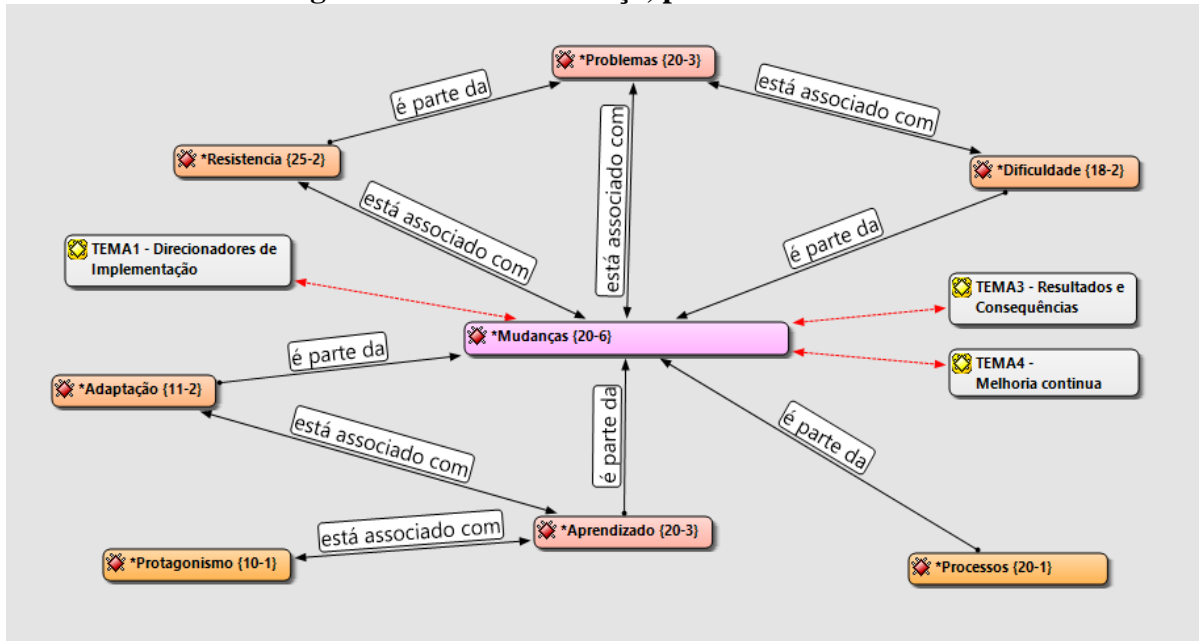 *Problemas {20-3}
é parte da
está associado com
*Resistencia {25-2}
está associado com
*Dificuldade {18-2}
está associado com
é parte da
TEMA1 - Direcionadores de
Implementação
TEMA3 - Resultados e
Consequências
*Mudanças {20-6}
é parte da
TEMA4 -
Melhoria continua
*Adaptação {11-2}
está associado com
é parte da
é parte da
*Aprendizado {20-3}
está associado com
*Protagonismo {10-1}
*Processos {20-1}